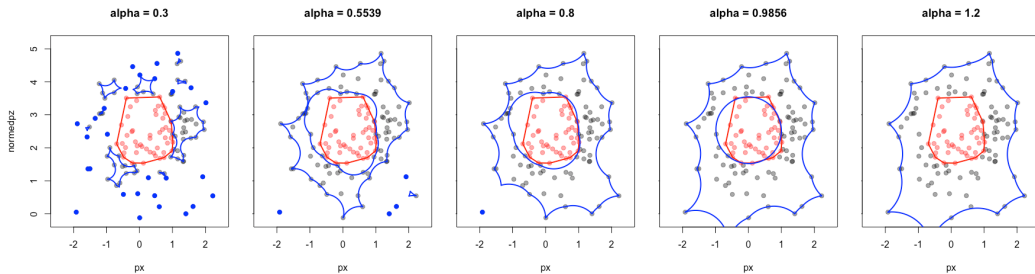 alpha = 0.3
alpha = 0.5539
alpha = 0.8
alpha = 0.9856
alpha = 1.2
normedpz
5
4
3
2
1
0
-2 -1 0 1 2
-2 -1 0 1 2
-2 -1 0 1 2
-2 -1 0 1 2
-2 -1 0 1 2
px
px
px
px
px